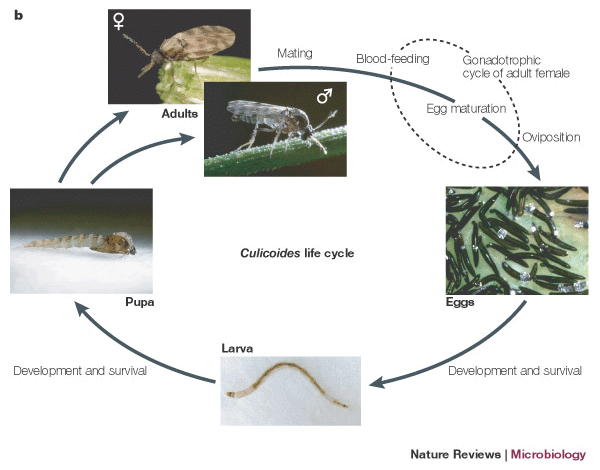 b
♀
Mating
Blood-feeding
Gonadotrophic
cycle of adult female
Adults
♂
Egg maturation
Oviposition
Culicoides life cycle
Pupa
Eggs
Larva
Development and survival
Development and survival
Nature Reviews | Microbiology